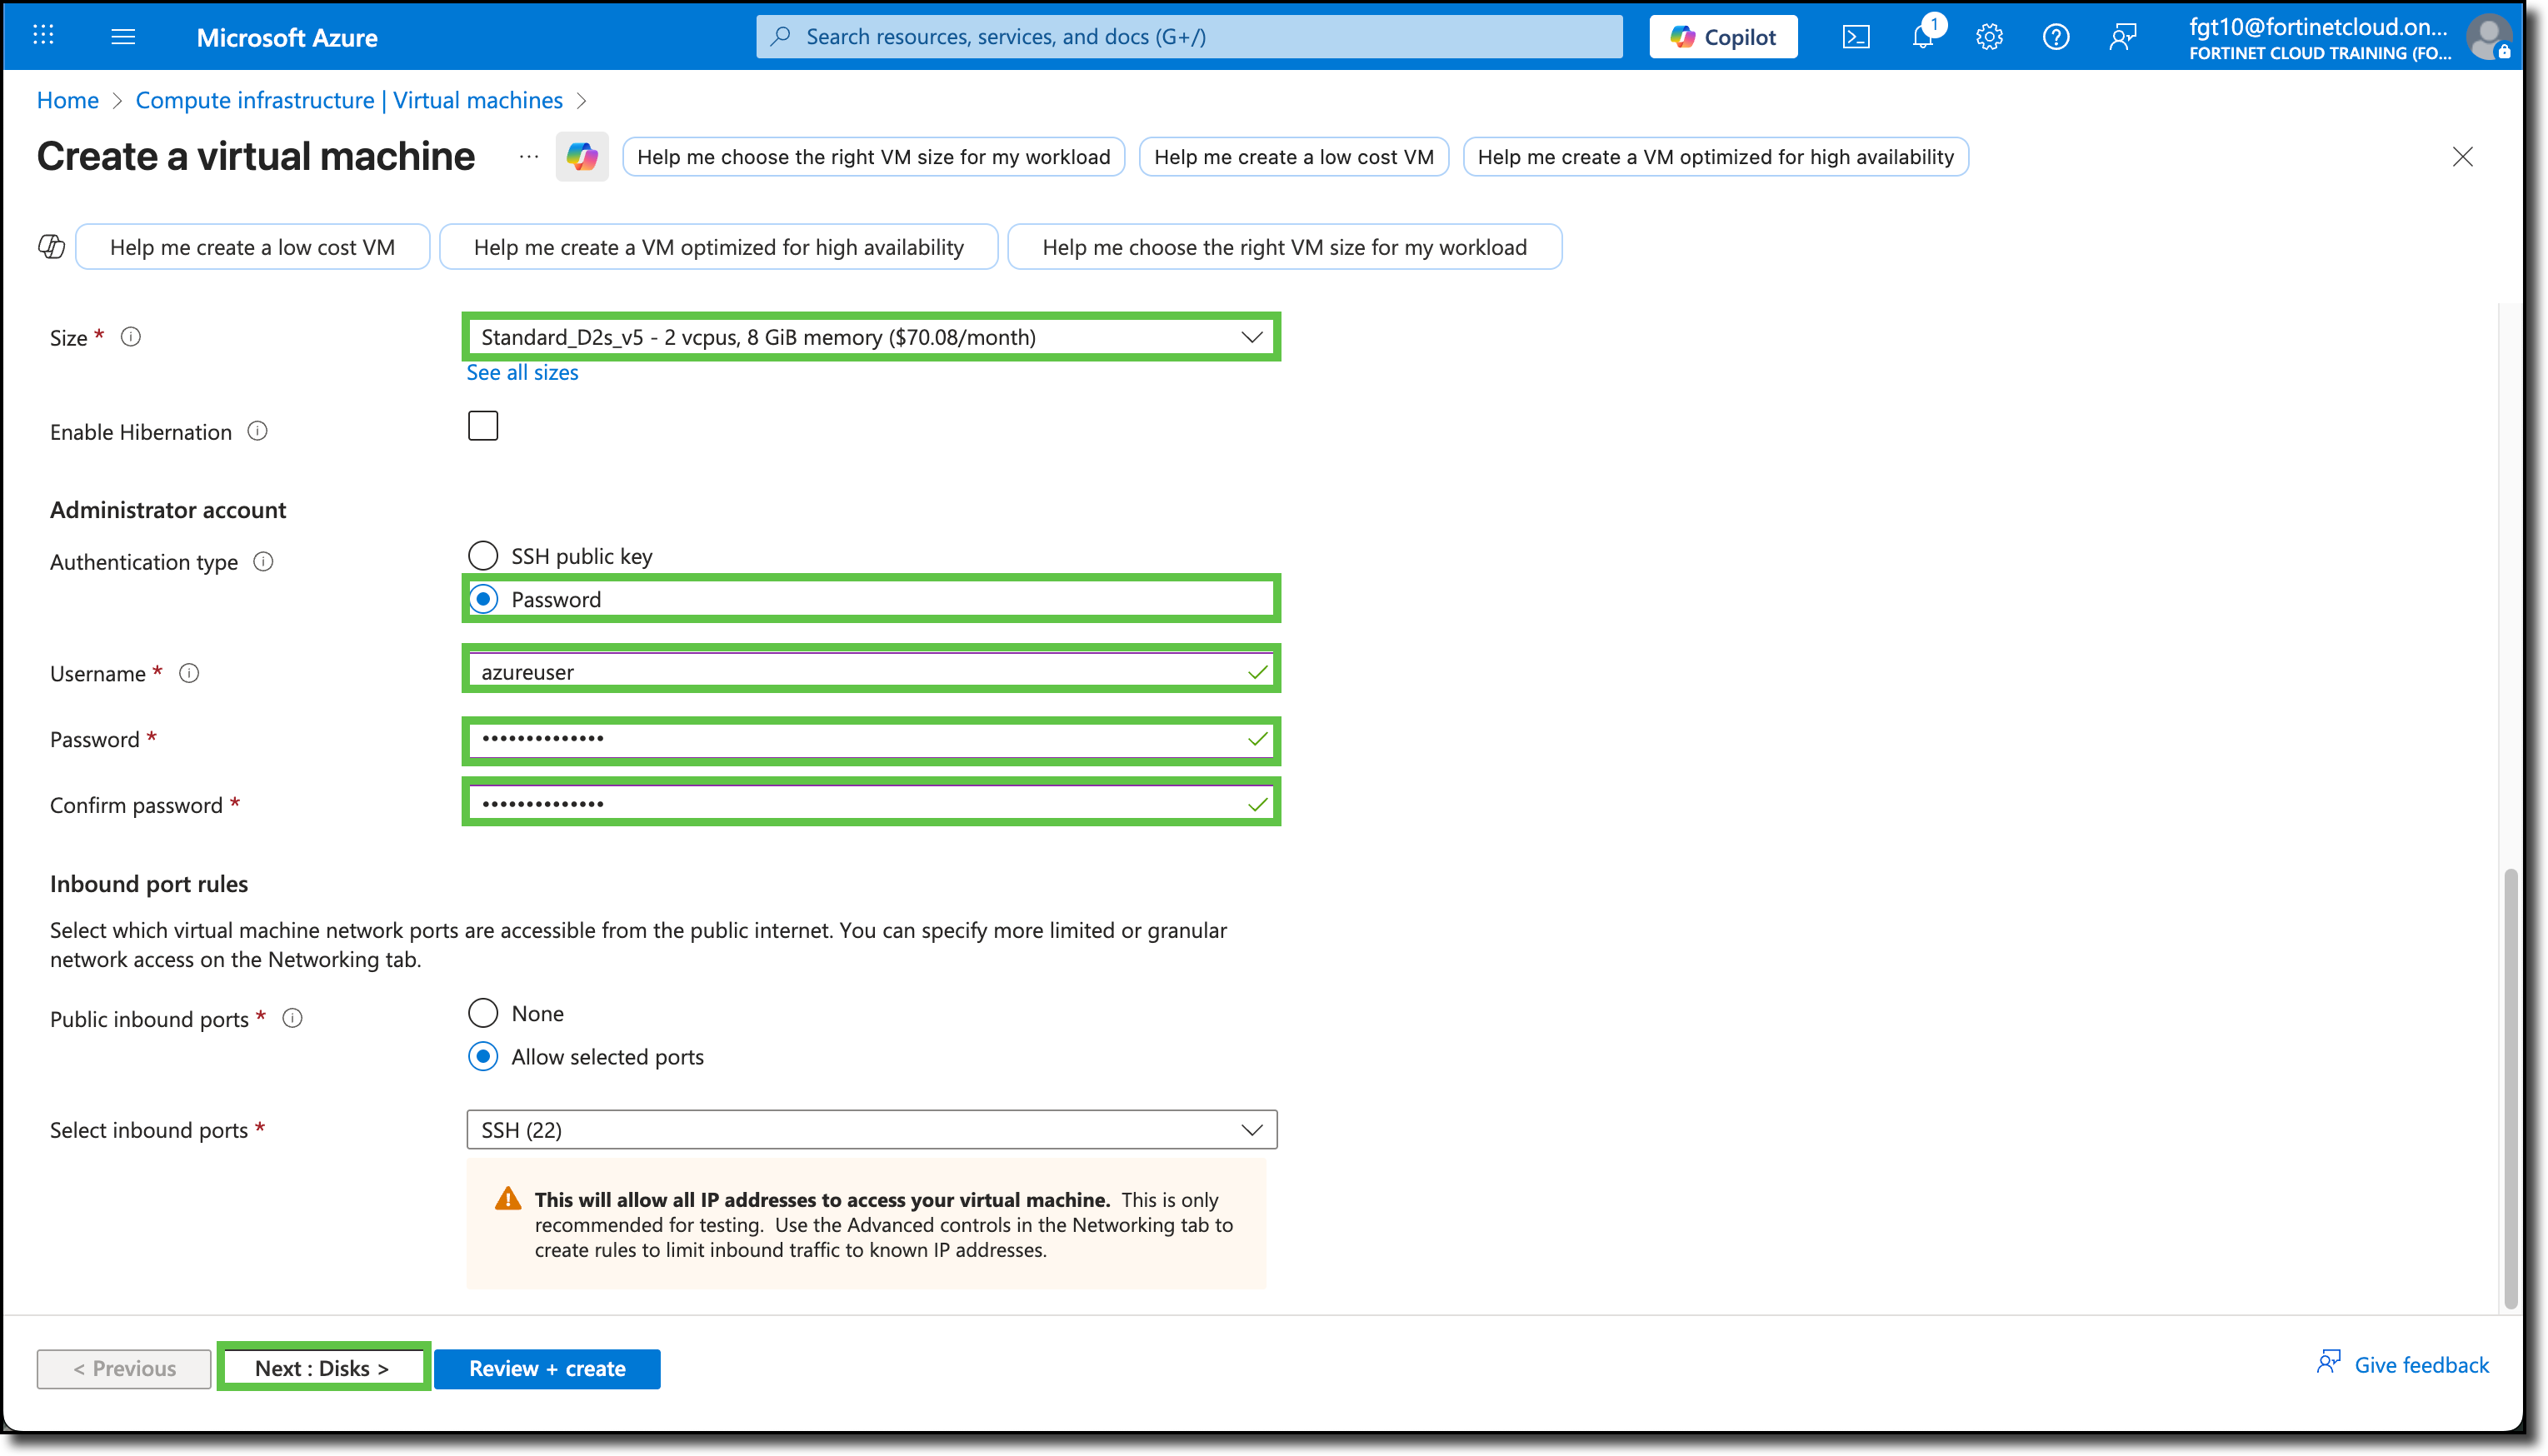 Microsoft Azure
Search resources, services, and docs (G+/)
Copilot
1
fgt10@fortinetcloud.on...
FORTINET CLOUD TRAINING (FO...
Home > Compute infrastructure | Virtual machines >
Create a virtual machine
...
Help me choose the right VM size for my workload
Help me create a low cost VM
Help me create a VM optimized for high availability
Help me create a low cost VM
Help me create a VM optimized for high availability
Help me choose the right VM size for my workload
Size *
Standard_D2s_v5 - 2 vcpus, 8 GiB memory ($70.08/month)
See all sizes
Enable Hibernation
Administrator account
Authentication type
SSH public key
Password
Username *
azureuser
Password *
••••••••••••••
Confirm password *
••••••••••••••
Inbound port rules
Select which virtual machine network ports are accessible from the public internet. You can specify more limited or granular
network access on the Networking tab.
Public inbound ports *
None
Allow selected ports
Select inbound ports *
SSH (22)
This will allow all IP addresses to access your virtual machine. This is only
recommended for testing. Use the Advanced controls in the Networking tab to
create rules to limit inbound traffic to known IP addresses.
< Previous
Next : Disks >
Review + create
Give feedback